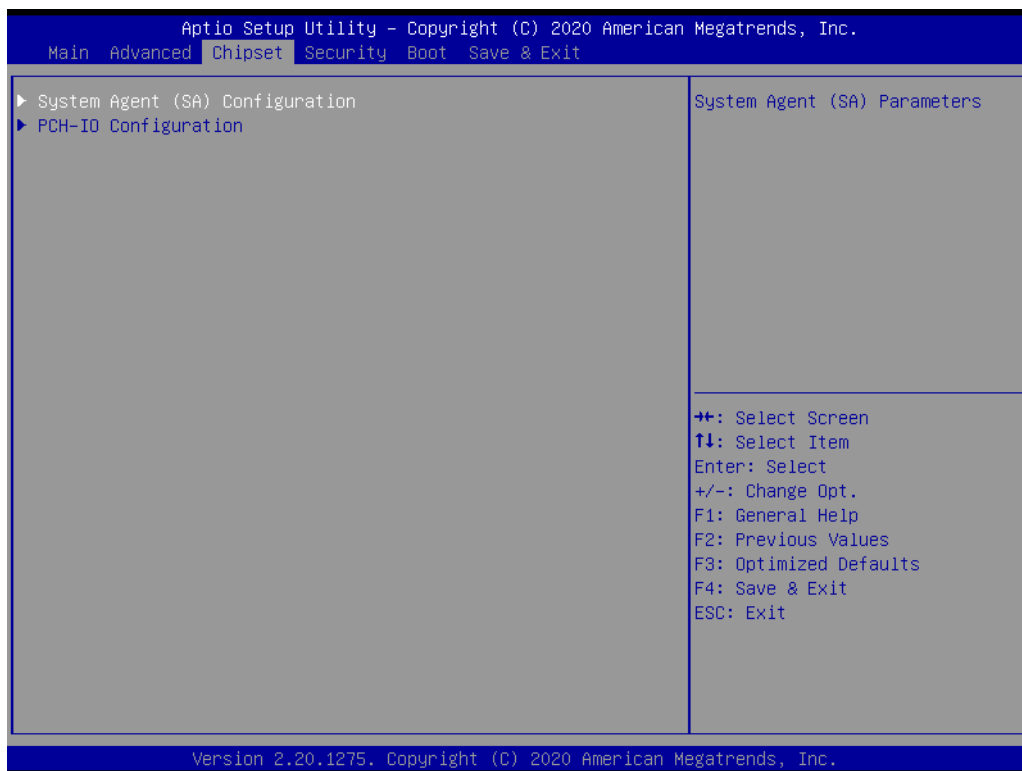 Aptio Setup Utility – Copyright (C) 2020 American Megatrends, Inc.
Main Advanced Chipset Security Boot Save & Exit
▶ System Agent (SA) Configuration
▶ PCH-IO Configuration
System Agent (SA) Parameters
→←: Select Screen
↑↓: Select Item
Enter: Select
+/-: Change Opt.
F1: General Help
F2: Previous Values
F3: Optimized Defaults
F4: Save & Exit
ESC: Exit
Version 2.20.1275. Copyright (C) 2020 American Megatrends, Inc.